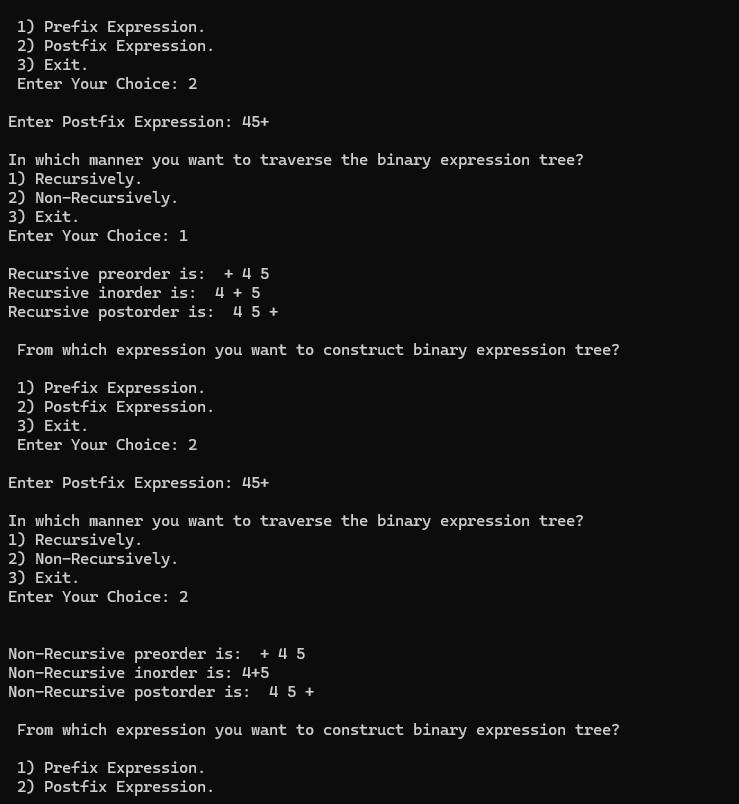 1) Prefix Expression.
2) Postfix Expression.
3) Exit.
Enter Your Choice: 2
Enter Postfix Expression: 45+
In which manner you want to traverse the binary expression tree?
1) Recursively.
2) Non-Recursively.
3) Exit.
Enter Your Choice: 1
Recursive preorder is:  + 4 5
Recursive inorder is:  4 + 5
Recursive postorder is:  4 5 +
From which expression you want to construct binary expression tree?
1) Prefix Expression.
2) Postfix Expression.
3) Exit.
Enter Your Choice: 2
Enter Postfix Expression: 45+
In which manner you want to traverse the binary expression tree?
1) Recursively.
2) Non-Recursively.
3) Exit.
Enter Your Choice: 2
Non-Recursive preorder is:  + 4 5
Non-Recursive inorder is: 4+5
Non-Recursive postorder is:  4 5 +
From which expression you want to construct binary expression tree?
1) Prefix Expression.
2) Postfix Expression.